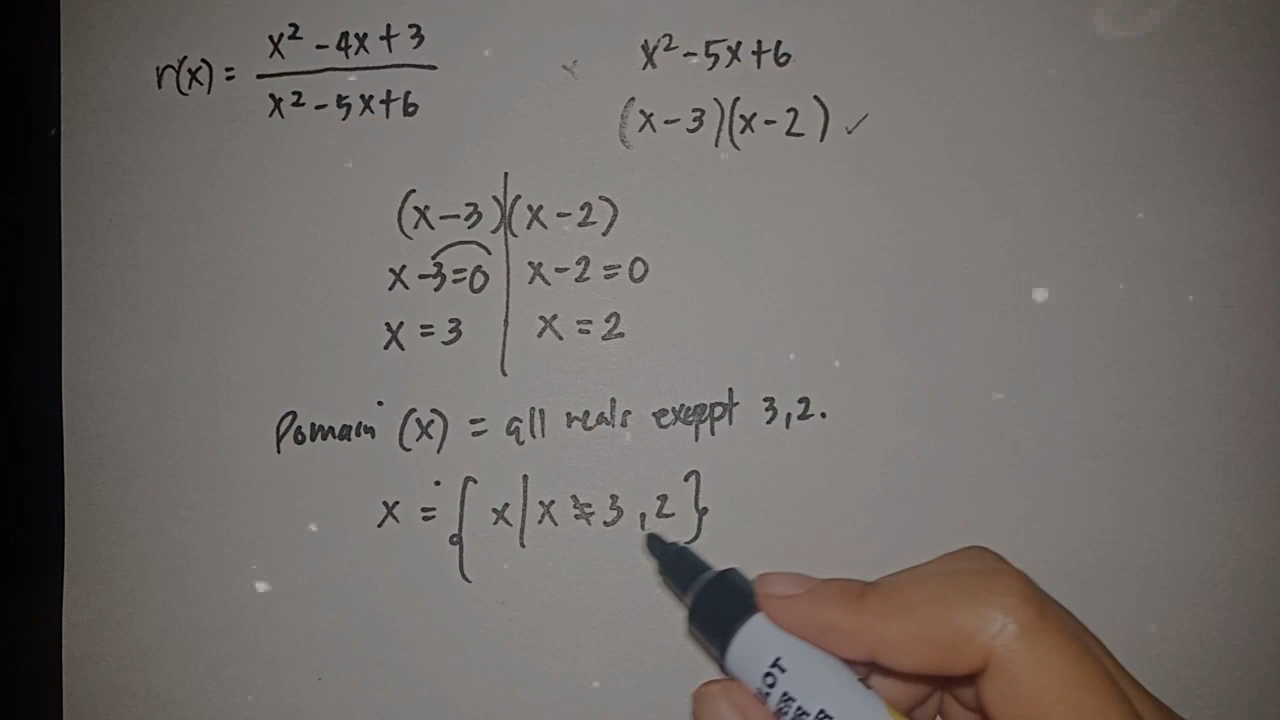 r(x) = x² - 4x + 3 / x² - 5x + 6
x² - 5x + 6
(x - 3)(x - 2) ✓
(x - 3)|(x - 2)
x - 3 = 0 | x - 2 = 0
x = 3 | x = 2
Domain (x) = all reals except 3, 2.
x = { x | x ≠ 3, 2 }